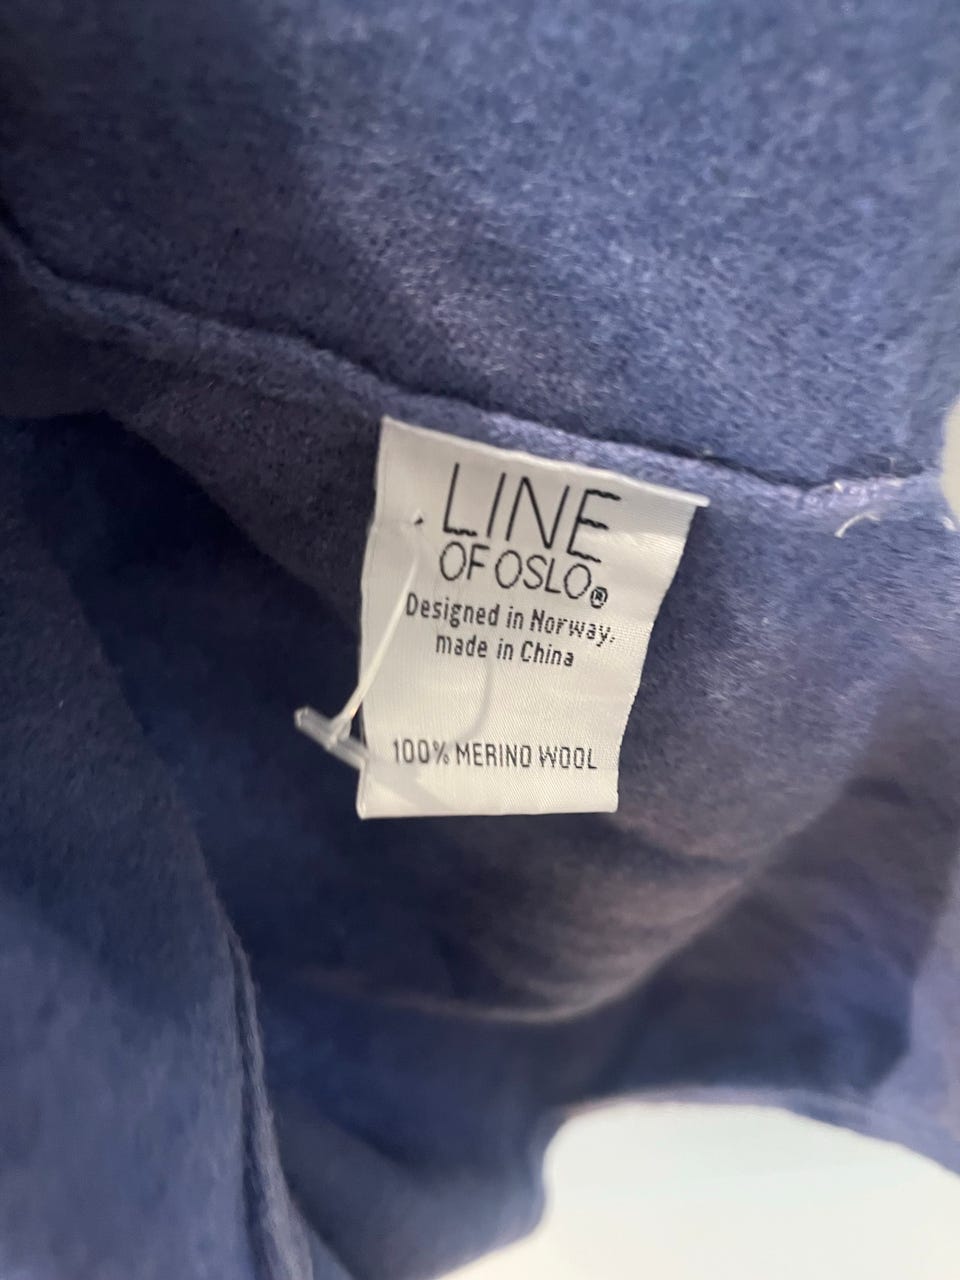 LINE
OF OSLO®
Designed in Norway,
made in China
100% MERINO WOOL